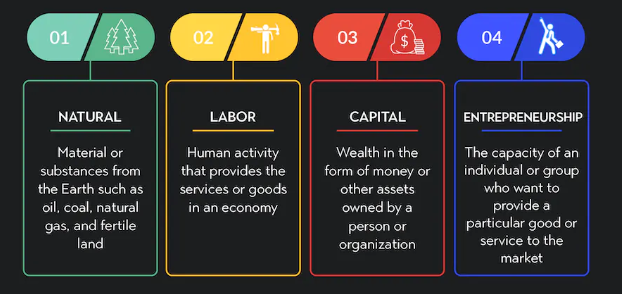 01
NATURAL
Material or
substances from
the Earth such as
oil, coal, natural
gas, and fertile
land
02
LABOR
Human activity
that provides the
services or goods
in an economy
03
$
CAPITAL
Wealth in the
form of money or
other assets
owned by a
person or
organization
04
ENTREPRENEURSHIP
The capacity of an
individual or group
who want to
provide a
particular good or
service to the
market